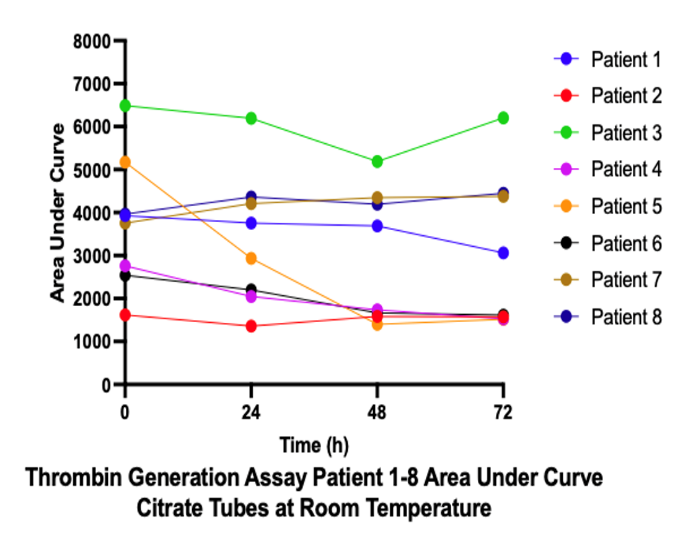 8000
7000
6000
5000
4000
3000
2000
1000
0
Area Under Curve
0 24 48 72
Time (h)
Patient 1
Patient 2
Patient 3
Patient 4
Patient 5
Patient 6
Patient 7
Patient 8
Thrombin Generation Assay Patient 1-8 Area Under Curve
Citrate Tubes at Room Temperature